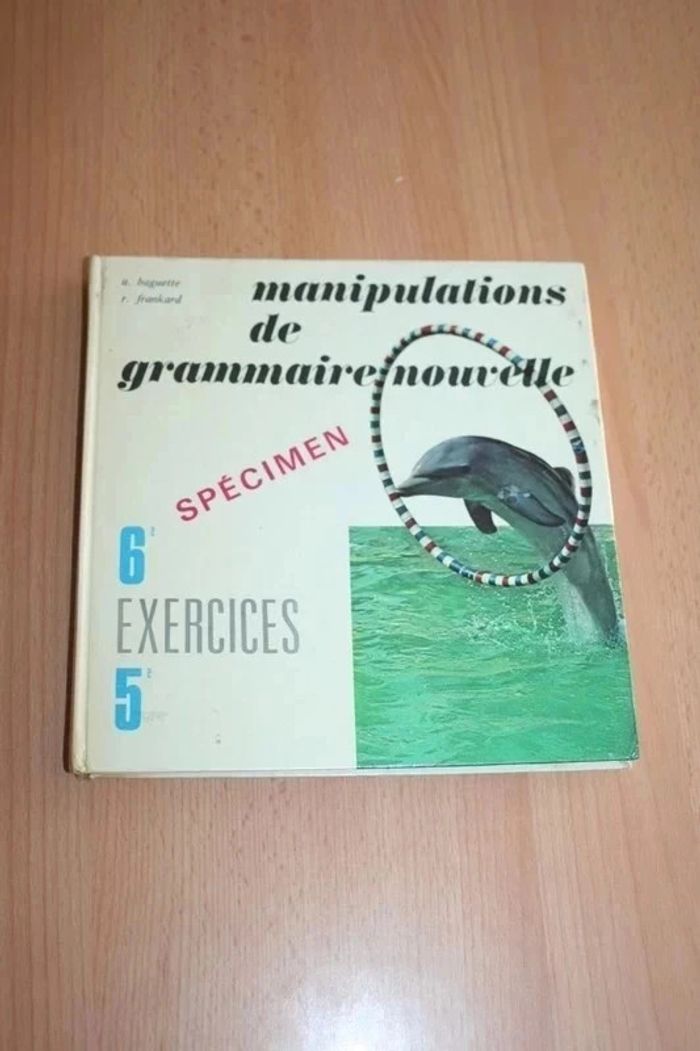 a. baguette
r. frankard
manipulations
de
grammaire nouvelle
SPÉCIMEN
6e
EXERCICES
5e